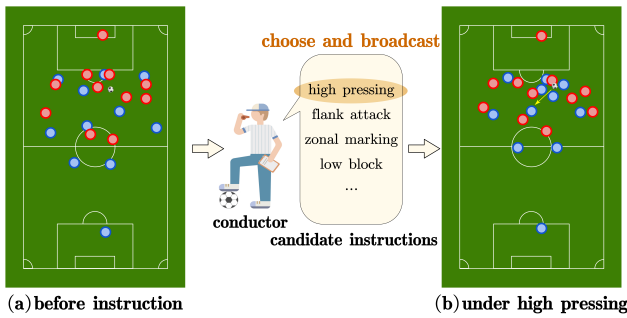 choose and broadcast
high pressing
flank attack
zonal marking
low block
...
conductor
candidate instructions
(a) before instruction
(b) under high pressing